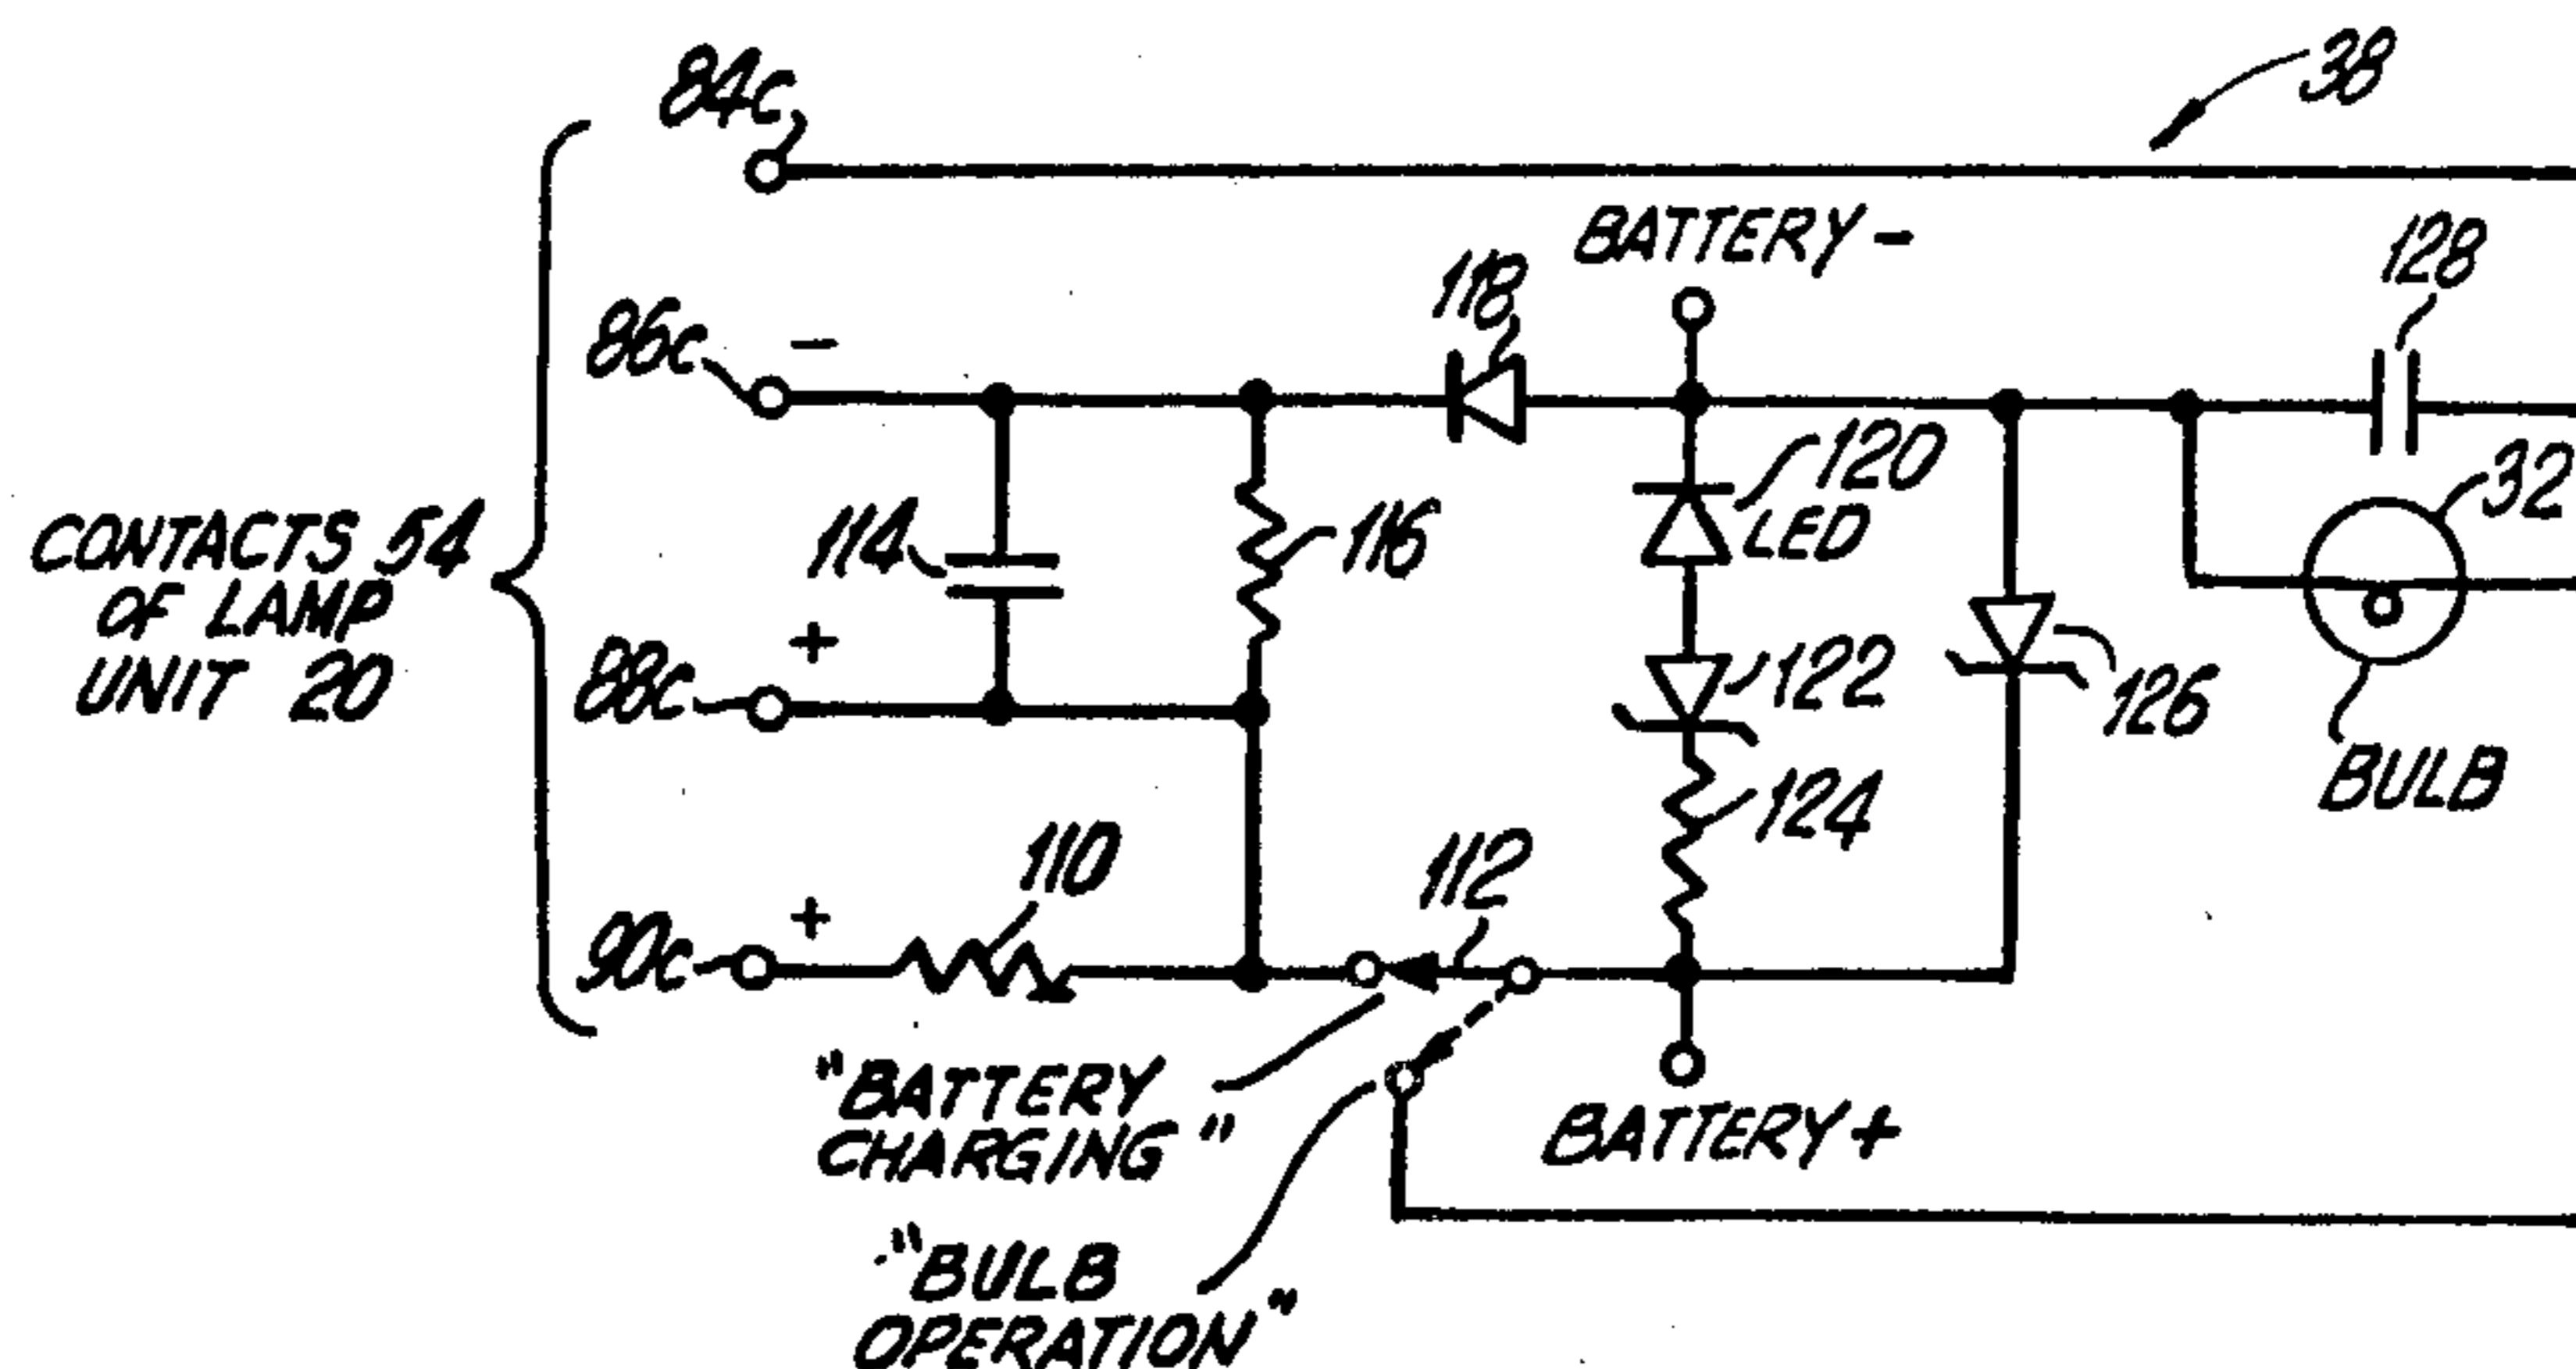 84c
38
BATTERY -
118
128
86c -
120
LED
32
CONTACTS 54
OF LAMP
UNIT 20
114
116
88c +
122
126
BULB
124
110
112
90c +
"BATTERY
CHARGING"
BATTERY +
"BULB
OPERATION"